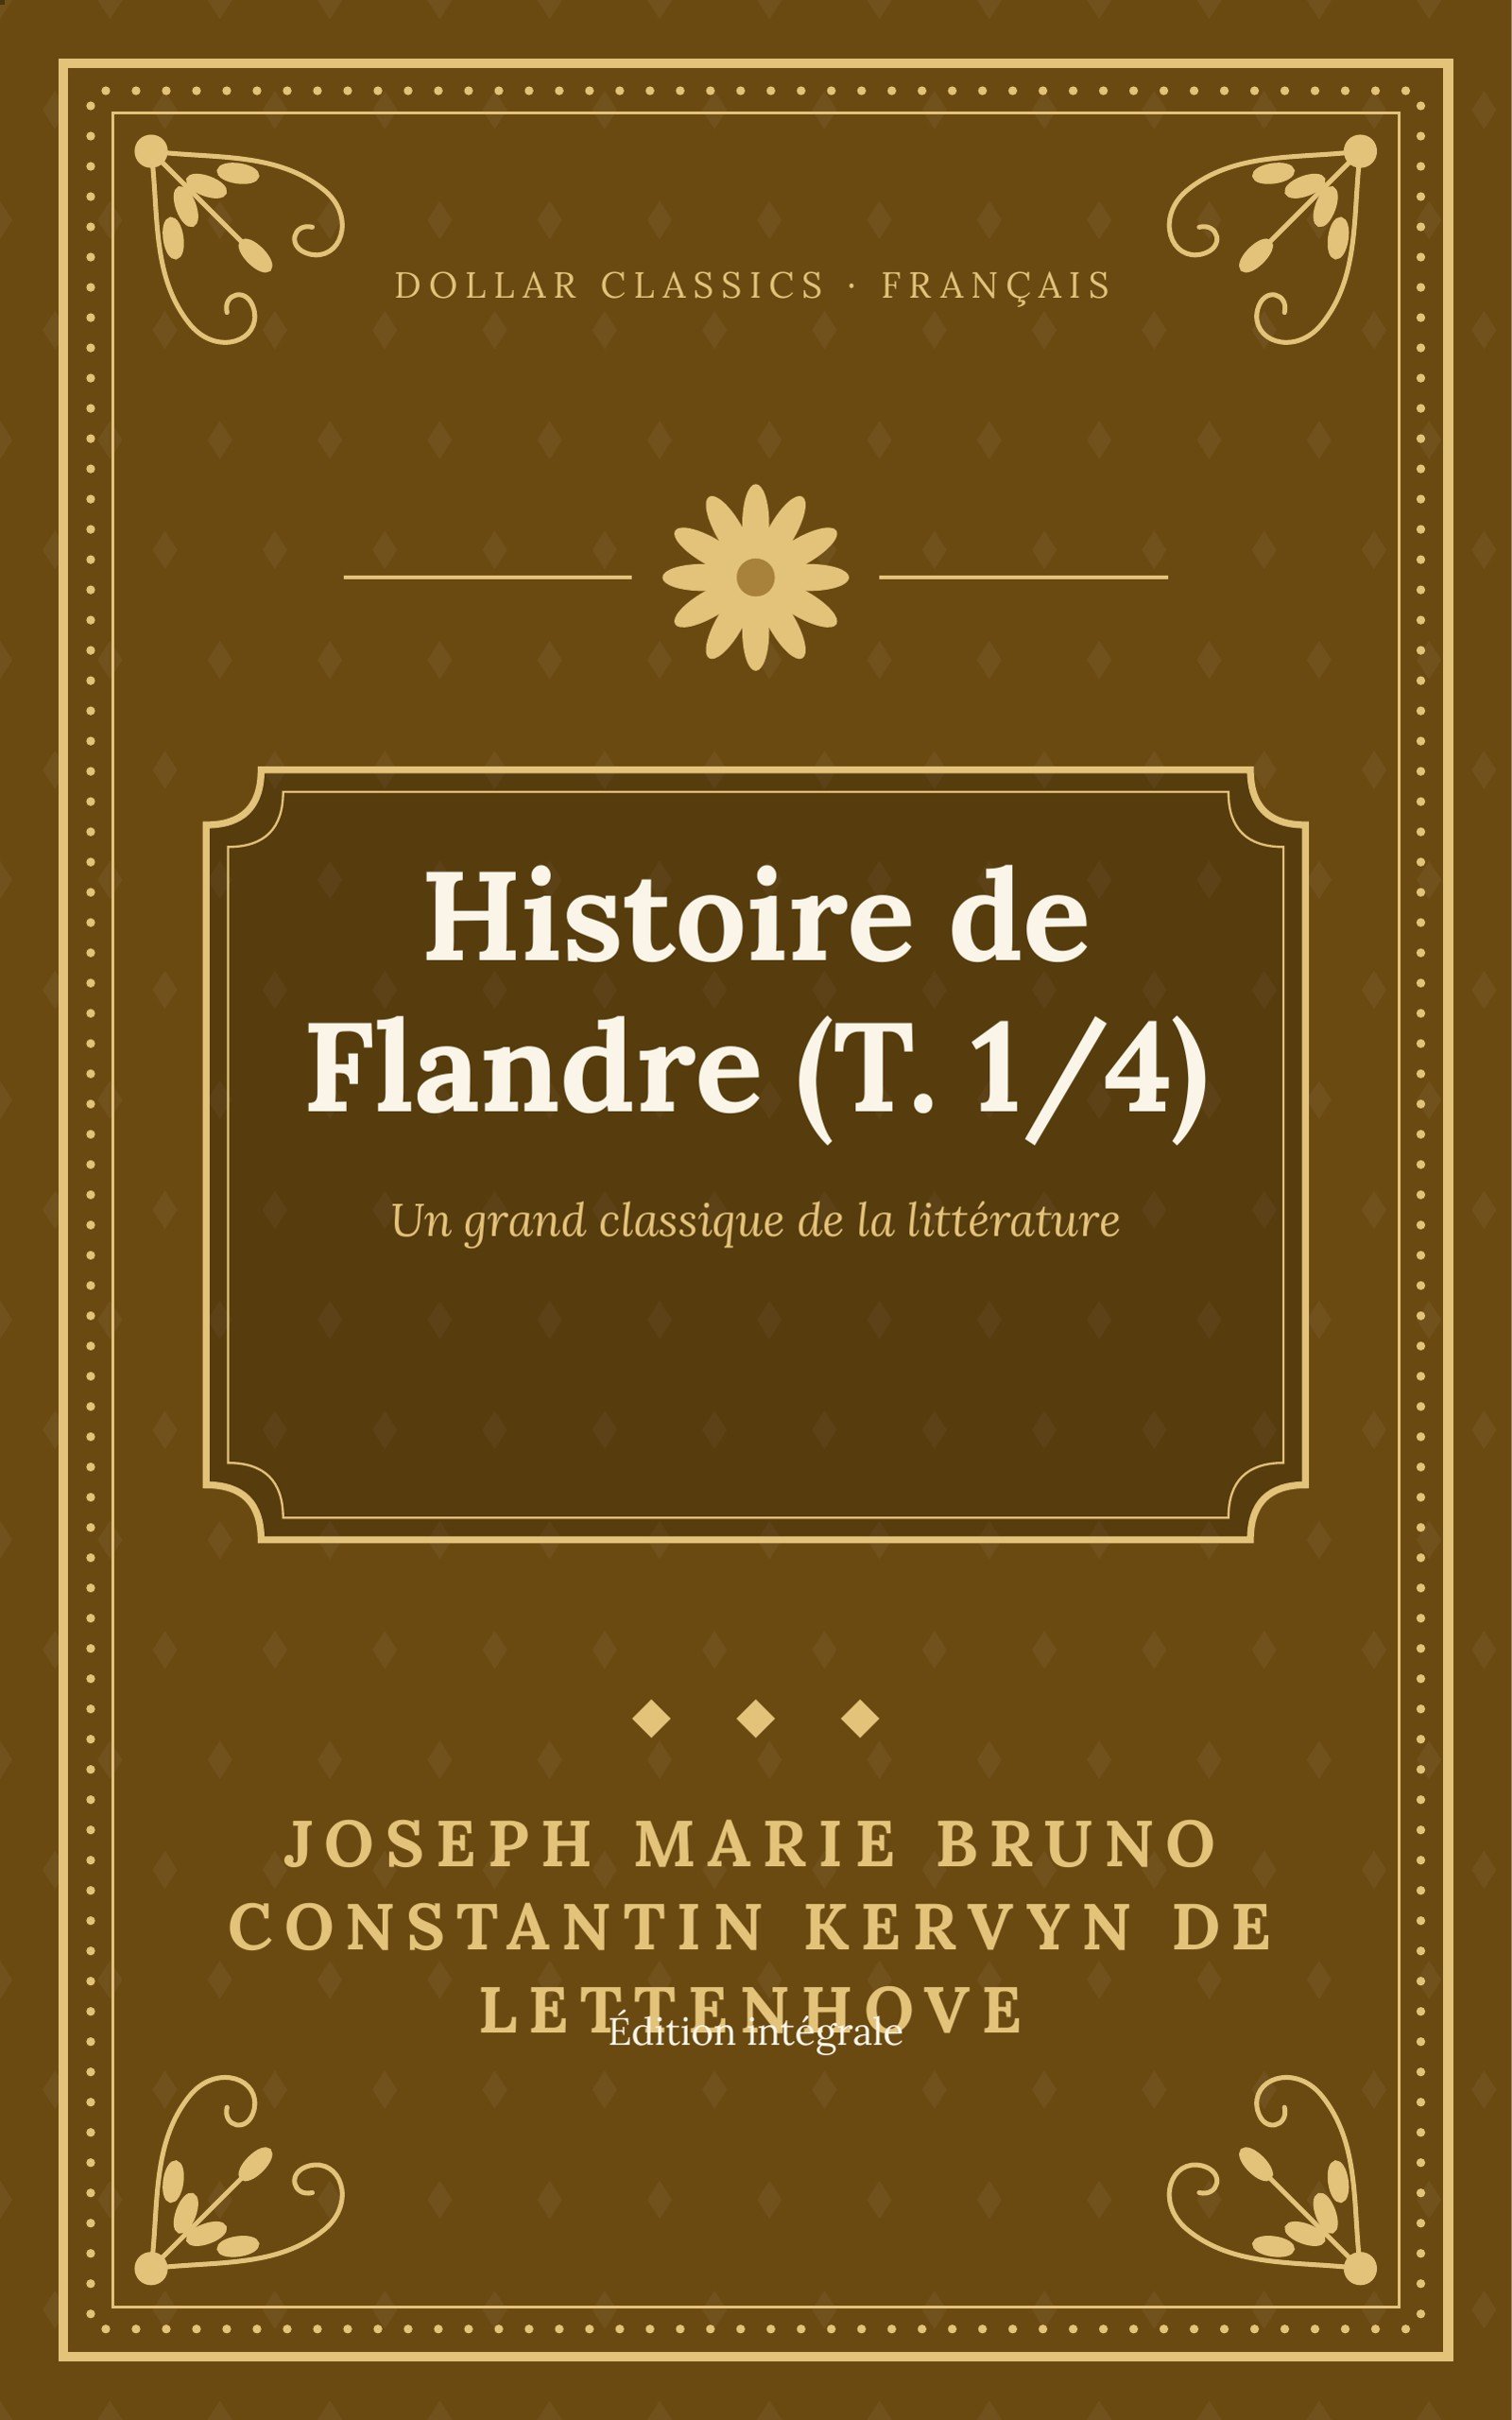 DOLLAR CLASSICS · FRANÇAIS
Histoire de
Flandre (T. 1/4)
Un grand classique de la littérature
JOSEPH MARIE BRUNO
CONSTANTIN KERVYN DE
LETTENHOVE
Édition intégrale